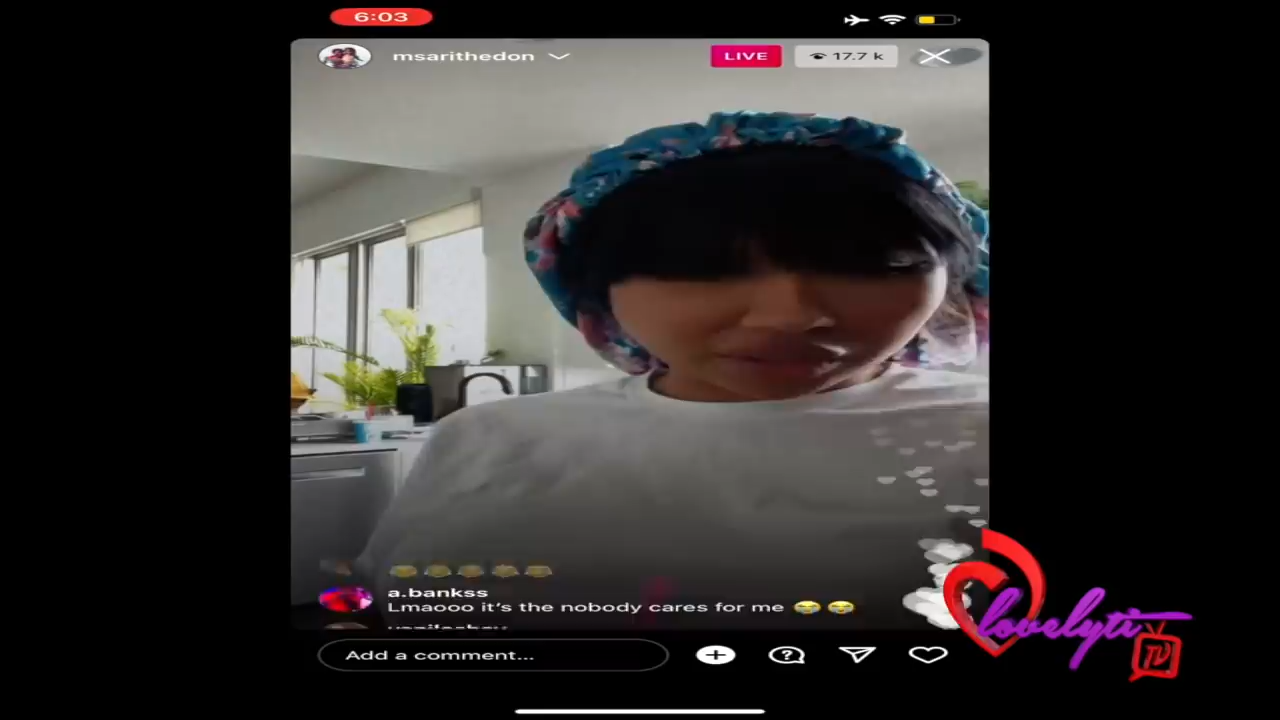 6:03
msarithedon
LIVE
17.7 k
a.bankss
Lmaooo it's the nobody cares for me 😭😭
Add a comment...
lovelyti
TV